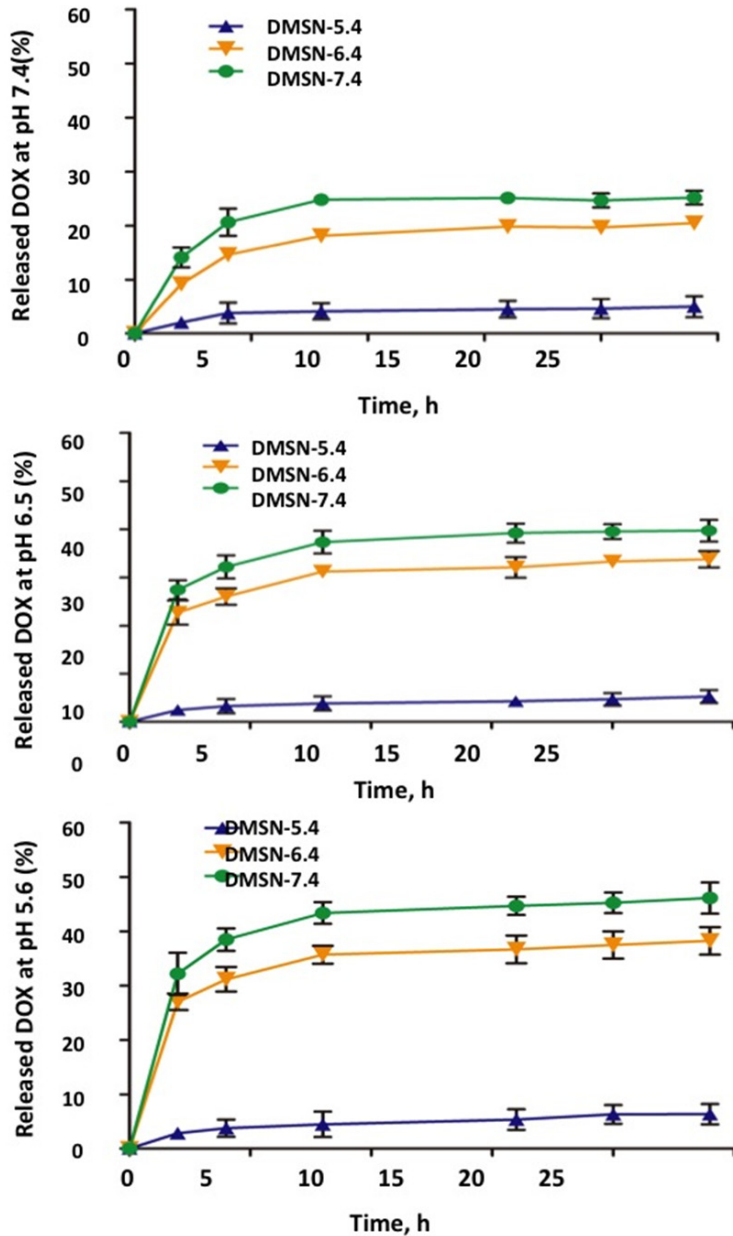 Released DOX at pH 7.4(%)
60
50
40
30
20
10
0
DMSN-5.4
DMSN-6.4
DMSN-7.4
0 5 10 15 20 25
Time, h
Released DOX at pH 6.5 (%)
60
50
40
30
20
10
0
DMSN-5.4
DMSN-6.4
DMSN-7.4
0 5 10 15 20 25
Time, h
Released DOX at pH 5.6 (%)
60
50
40
30
20
10
0
DMSN-5.4
DMSN-6.4
DMSN-7.4
0 5 10 15 20 25
Time, h